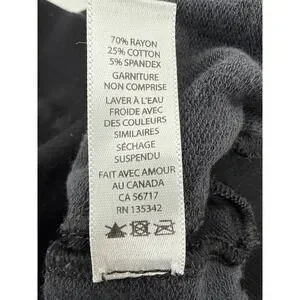 70% RAYON
25% COTTON
5% SPANDEX
GARNITURE
NON COMPRISE
LAVER À L'EAU
FROIDE AVEC
DES COULEURS
SIMILAIRES
SÉCHAGE
SUSPENDU
FAIT AVEC AMOUR
AU CANADA
CA 56717
RN 135342